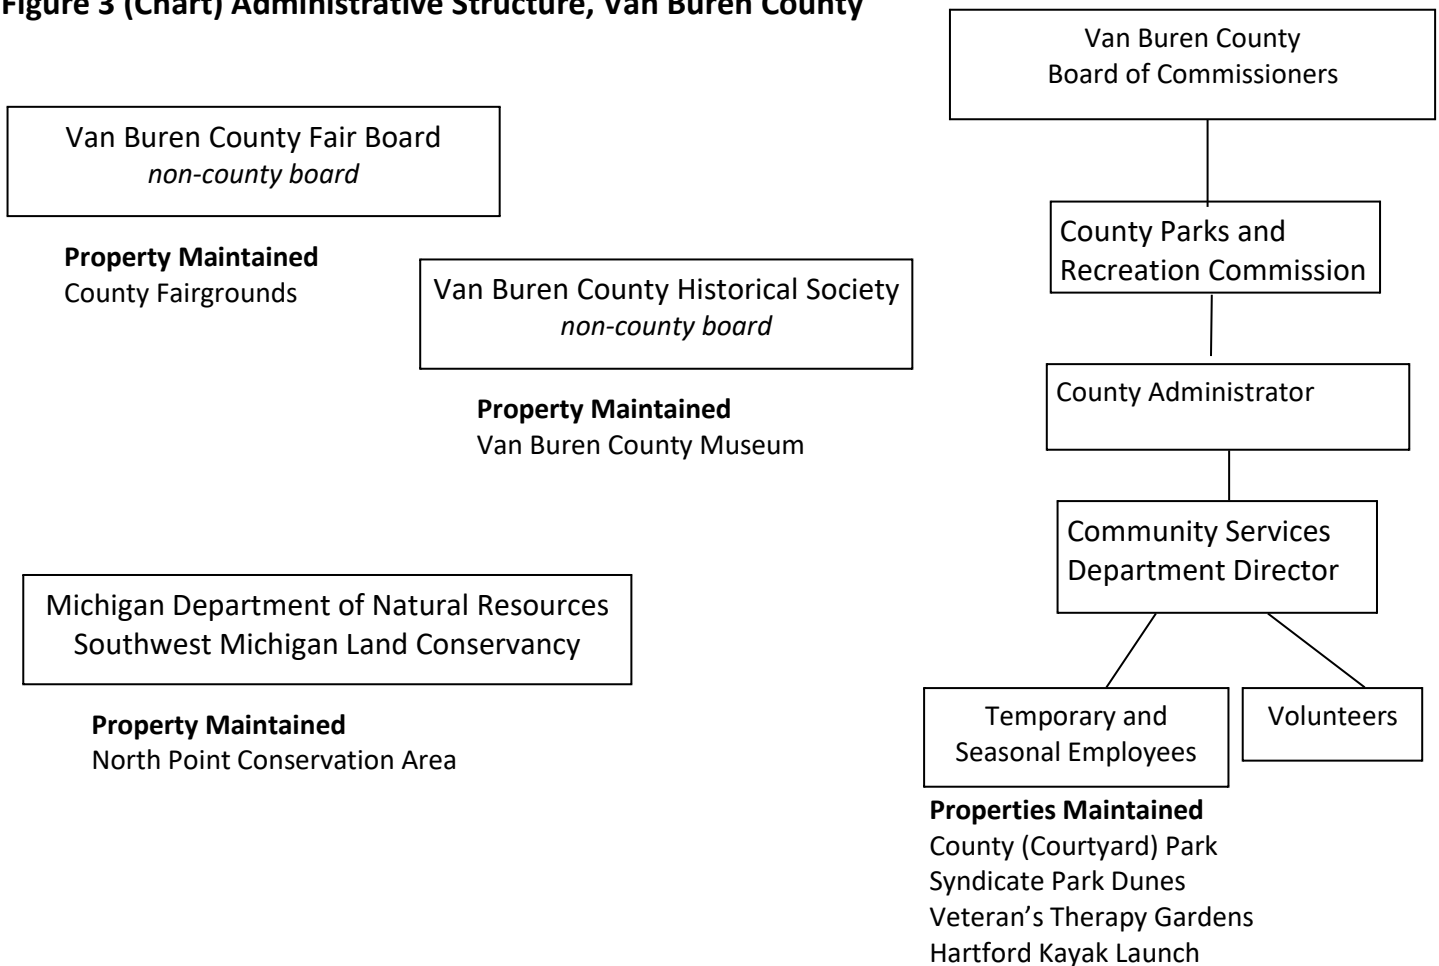 Figure 3 (Chart) Administrative Structure, Van Buren County
Van Buren County
Board of Commissioners
Van Buren County Fair Board
non-county board
Property Maintained
County Fairgrounds
Van Buren County Historical Society
non-county board
Property Maintained
Van Buren County Museum
Michigan Department of Natural Resources
Southwest Michigan Land Conservancy
Property Maintained
North Point Conservation Area
County Parks and
Recreation Commission
County Administrator
Community Services
Department Director
Temporary and
Seasonal Employees
Volunteers
Properties Maintained
County (Courtyard) Park
Syndicate Park Dunes
Veteran’s Therapy Gardens
Hartford Kayak Launch